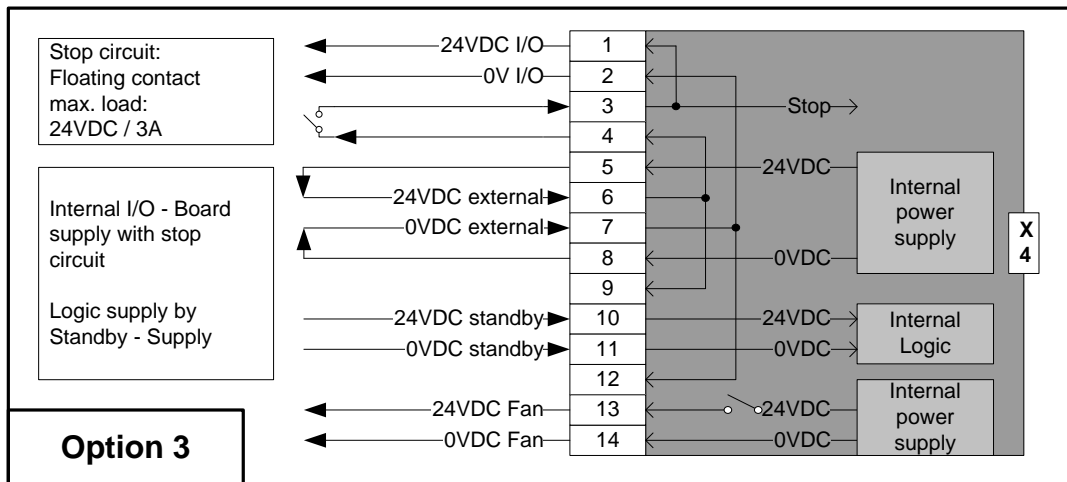 Stop circuit:
Floating contact
max. load:
24VDC / 3A
Internal I/O - Board
supply with stop
circuit
Logic supply by
Standby - Supply
Option 3
24VDC I/O
0V I/O
24VDC external
0VDC external
24VDC standby
0VDC standby
24VDC Fan
0VDC Fan
1
2
3
4
5
6
7
8
9
10
11
12
13
14
Stop
24VDC
0VDC
Internal
power
supply
24VDC
0VDC
Internal
Logic
24VDC
0VDC
Internal
power
supply
X
4